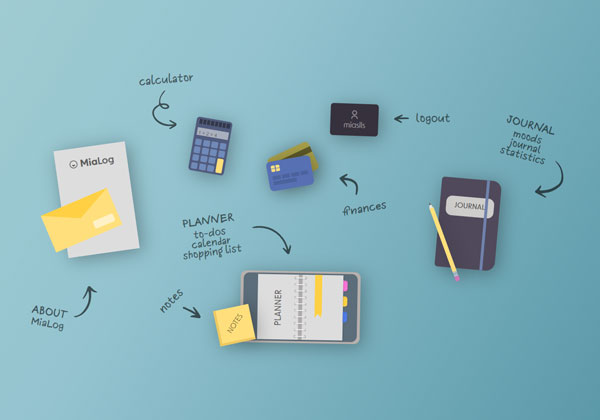 calculator
MiaLog
miaslls
logout
JOURNAL
moods
journal
statistics
finances
JOURNAL
PLANNER
to-dos
calendar
shopping list
notes
NOTES
PLANNER
ABOUT
MiaLog